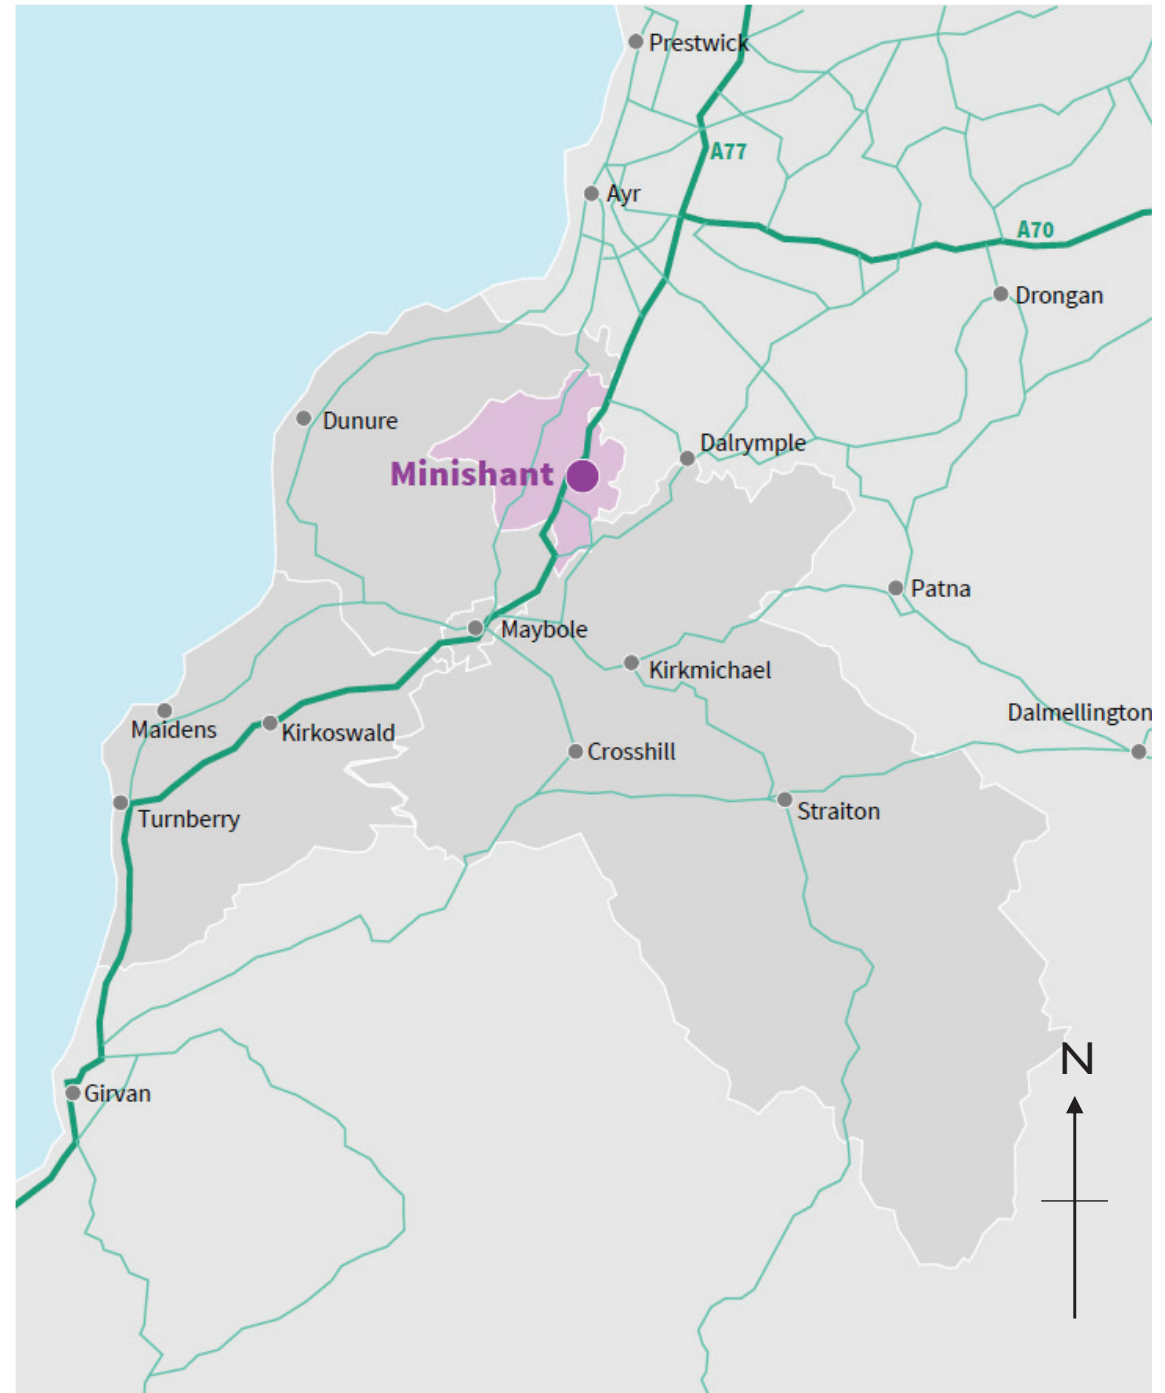 Prestwick
A77
Ayr
A70
Drongan
Dunure
Dalrymple
Minishant
Patna
Maybole
Kirkmichael
Dalmellington
Maidens
Kirkoswald
Crosshill
Straiton
Turnberry
N
Girvan